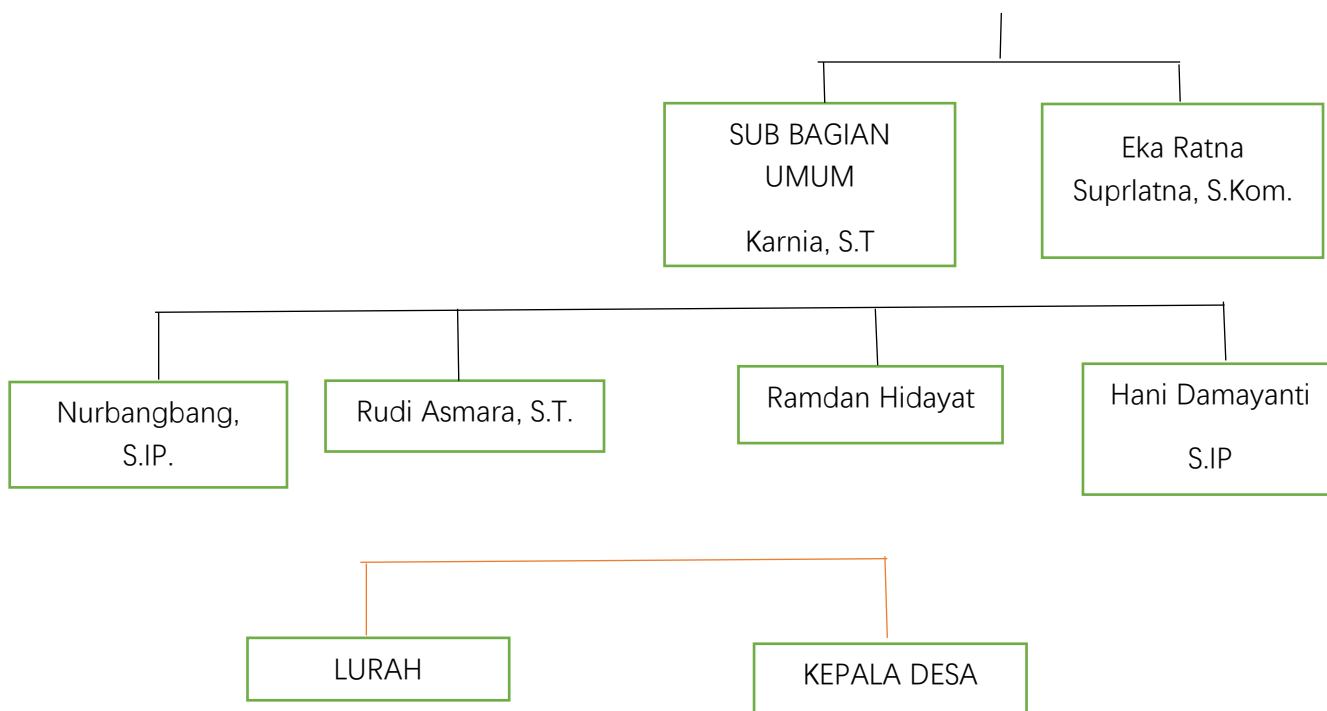 SUB BAGIAN
UMUM
Karnia, S.T
Eka Ratna
Suprlatna, S.Kom.
Nurbangbang,
S.IP.
Rudi Asmara, S.T.
Ramdan Hidayat
Hani Damayanti
S.IP
LURAH
KEPALA DESA